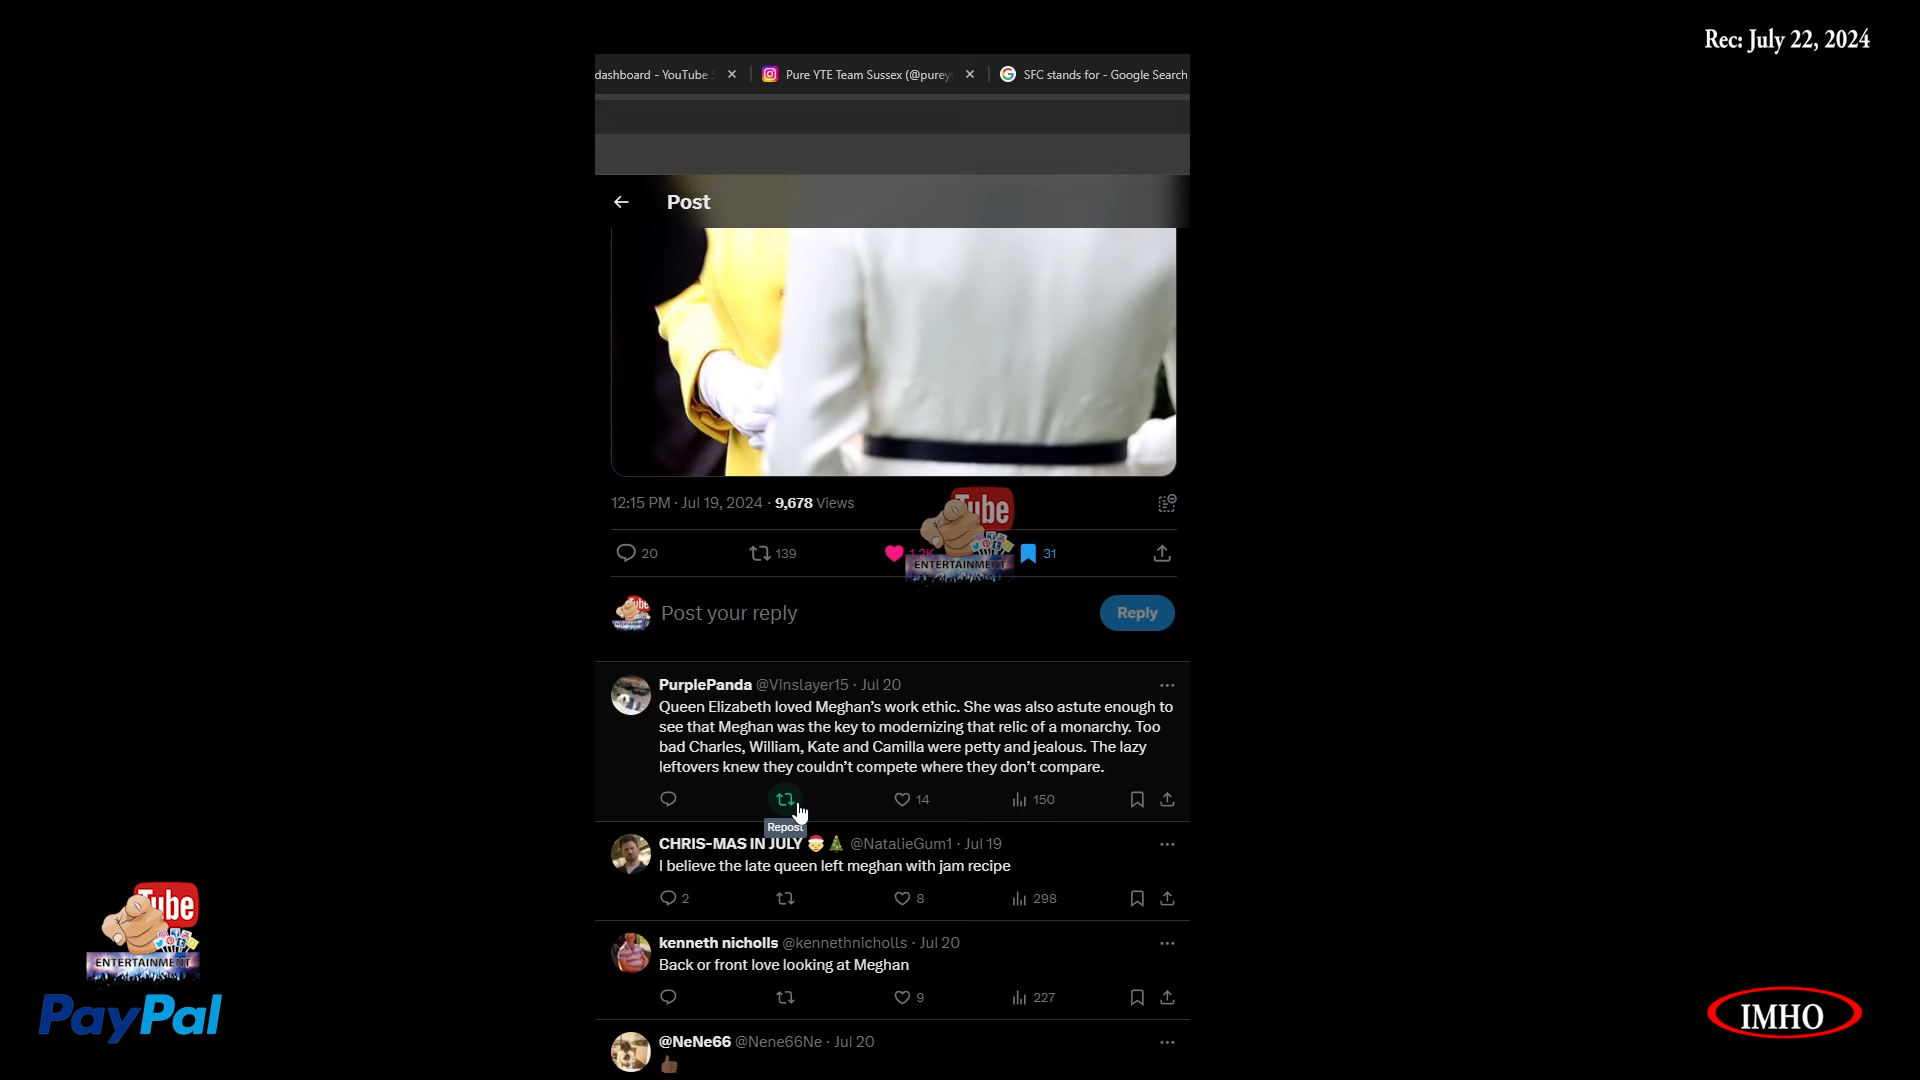 Rec: July 22, 2024
dashboard - YouTube
Pure YTE Team Sussex (@purey
SFC stands for - Google Search
Post
12:15 PM · Jul 19, 2024 · 9,678 Views
Tube
ENTERTAINMENT
20 139 1.2K 31
Post your reply
Reply
PurplePanda @Vinslayer15 · Jul 20
Queen Elizabeth loved Meghan's work ethic. She was also astute enough to
see that Meghan was the key to modernizing that relic of a monarchy. Too
bad Charles, William, Kate and Camilla were petty and jealous. The lazy
leftovers knew they couldn't compete where they don't compare.
14 150
Repost
CHRIS-MAS IN JULY 🎅🎄 @NatalieGum1 · Jul 19
I believe the late queen left meghan with jam recipe
2 8 298
kenneth nicholls @kennethnicholls · Jul 20
Back or front love looking at Meghan
9 227
@NeNe66 @Nene66Ne · Jul 20
👍🏾
Tube
ENTERTAINMENT
PayPal
IMHO